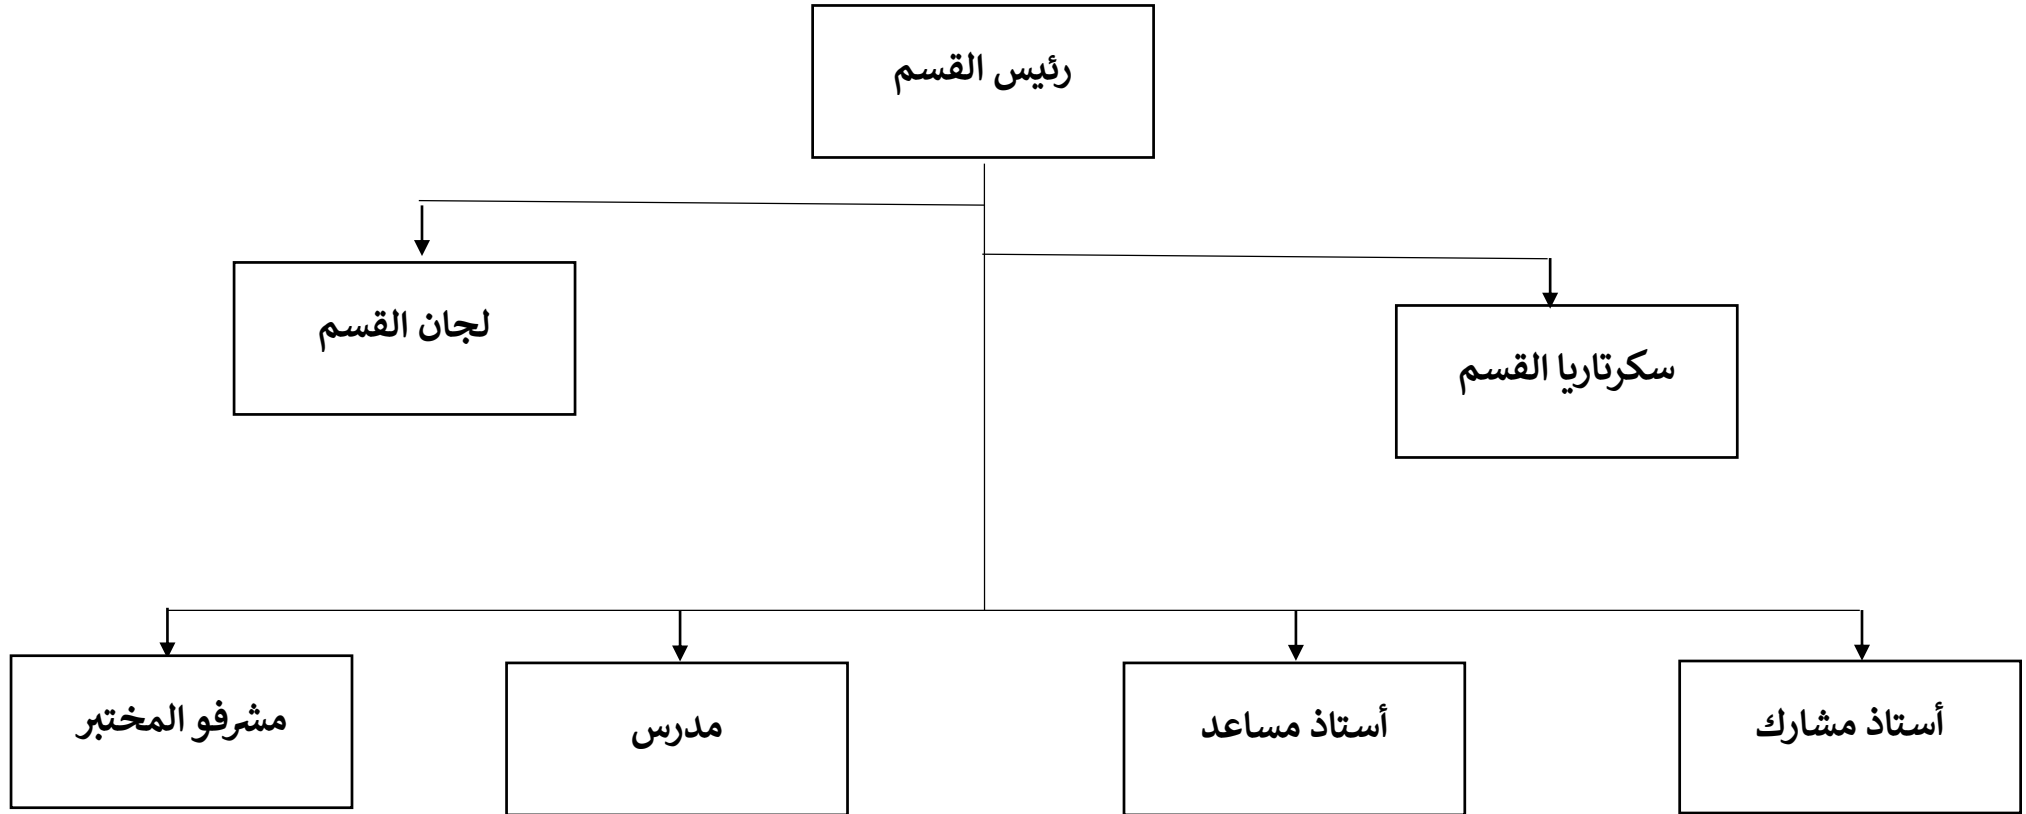 رئيس القسم
لجان القسم
سكرتاريا القسم
أستاذ مشارك
أستاذ مساعد
مدرس
مشرفو المختبر